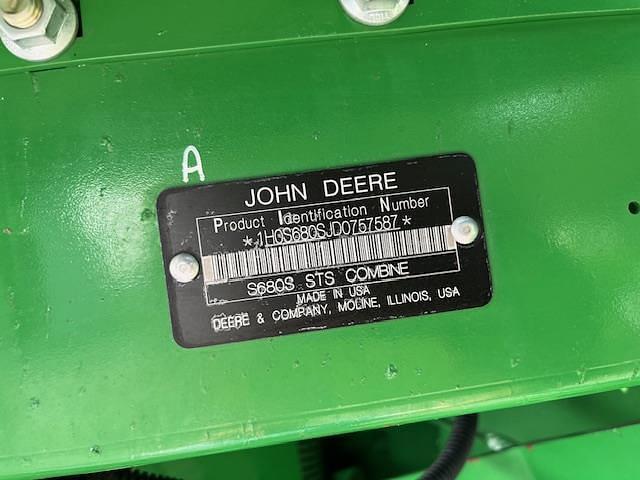 A
JOHN DEERE
Product Identification Number
*1H0S680SJD0757587*
S680S STS COMBINE
MADE IN USA
DEERE & COMPANY, MOLINE, ILLINOIS, USA